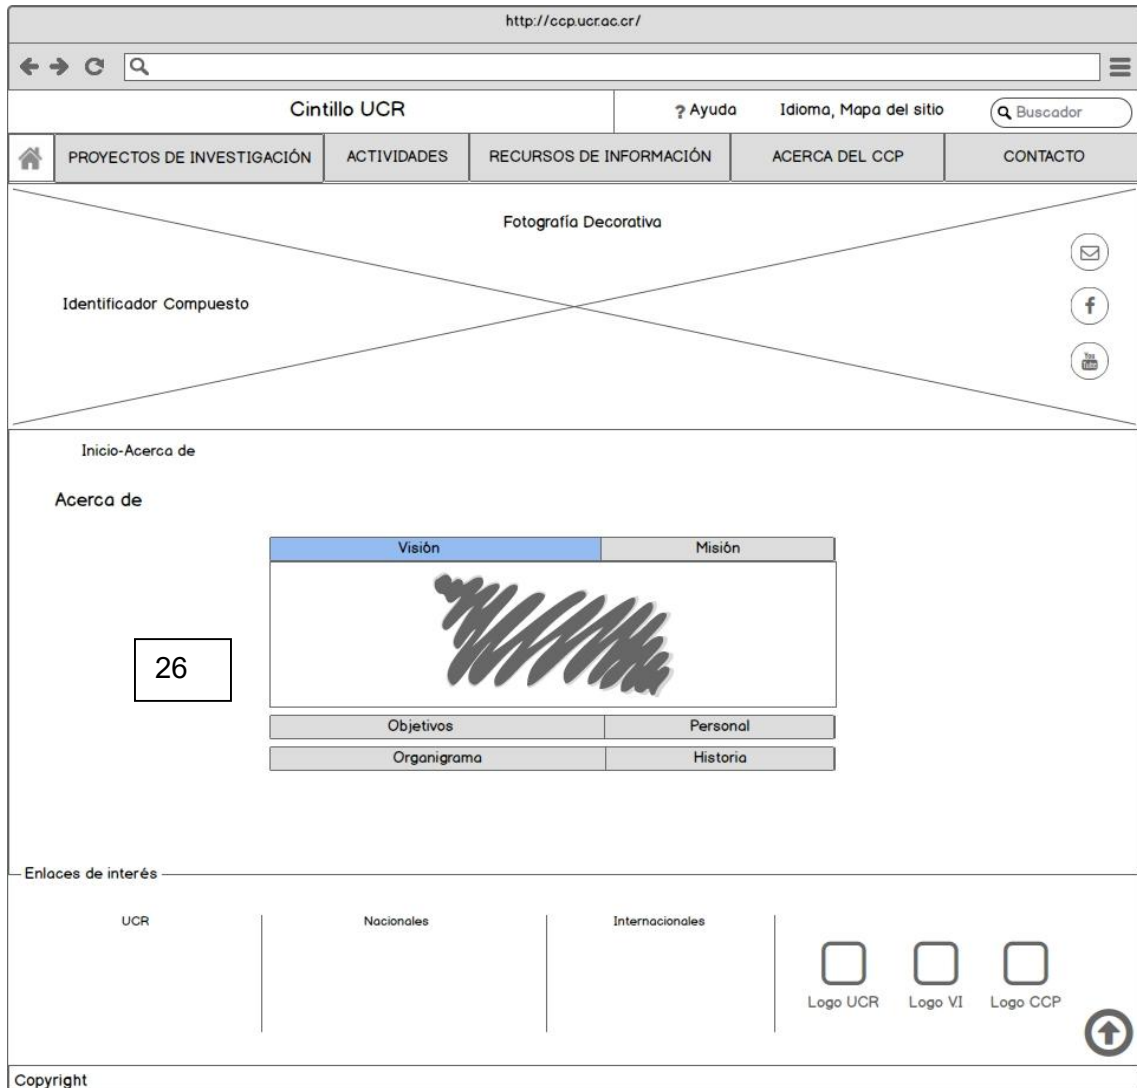 http://ccp.ucr.ac.cr/
Cintillo UCR
? Ayuda
Idioma, Mapa del sitio
Buscador
PROYECTOS DE INVESTIGACIÓN
ACTIVIDADES
RECURSOS DE INFORMACIÓN
ACERCA DEL CCP
CONTACTO
Fotografía Decorativa
Identificador Compuesto
f
You Tube
Inicio-Acerca de
Acerca de
Visión
Misión
26
Objetivos
Personal
Organigrama
Historia
Enlaces de interés
UCR
Nacionales
Internacionales
Logo UCR
Logo VI
Logo CCP
Copyright